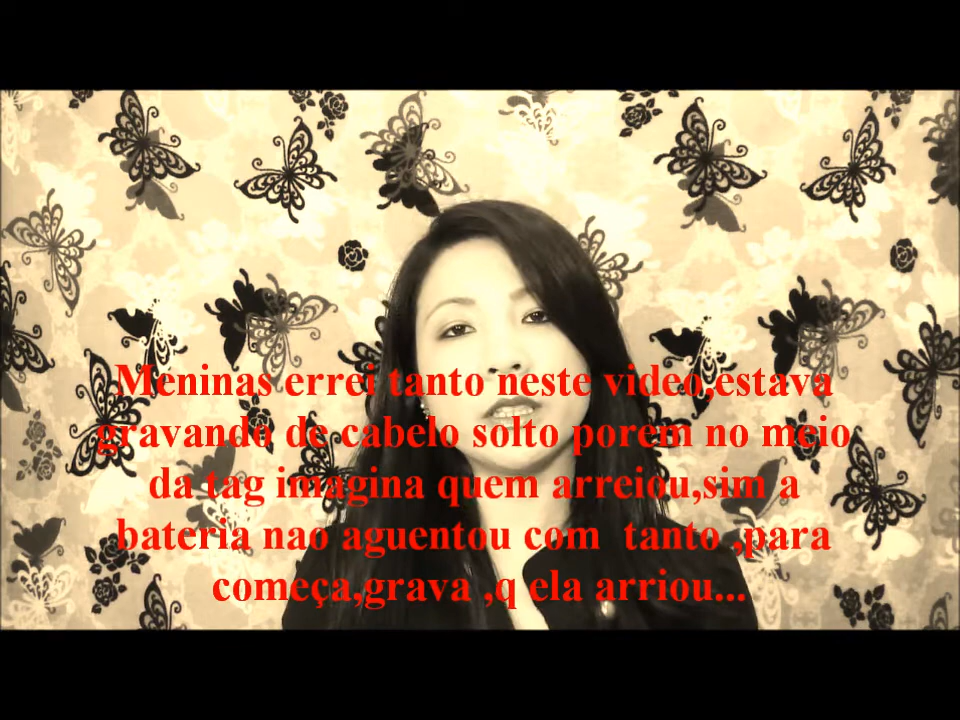 Meninas errei tanto neste video,estava
gravando de cabelo solto porem no meio
da tag imagina quem arreiou,sim a
bateria nao aguentou com  tanto ,para
começa,grava ,q ela arriou...